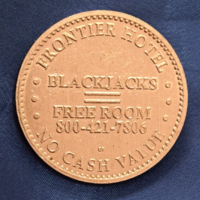 FRONTIER HOTEL
BLACKJACKS
FREE ROOM
800-421-7806
NO CASH VALUE